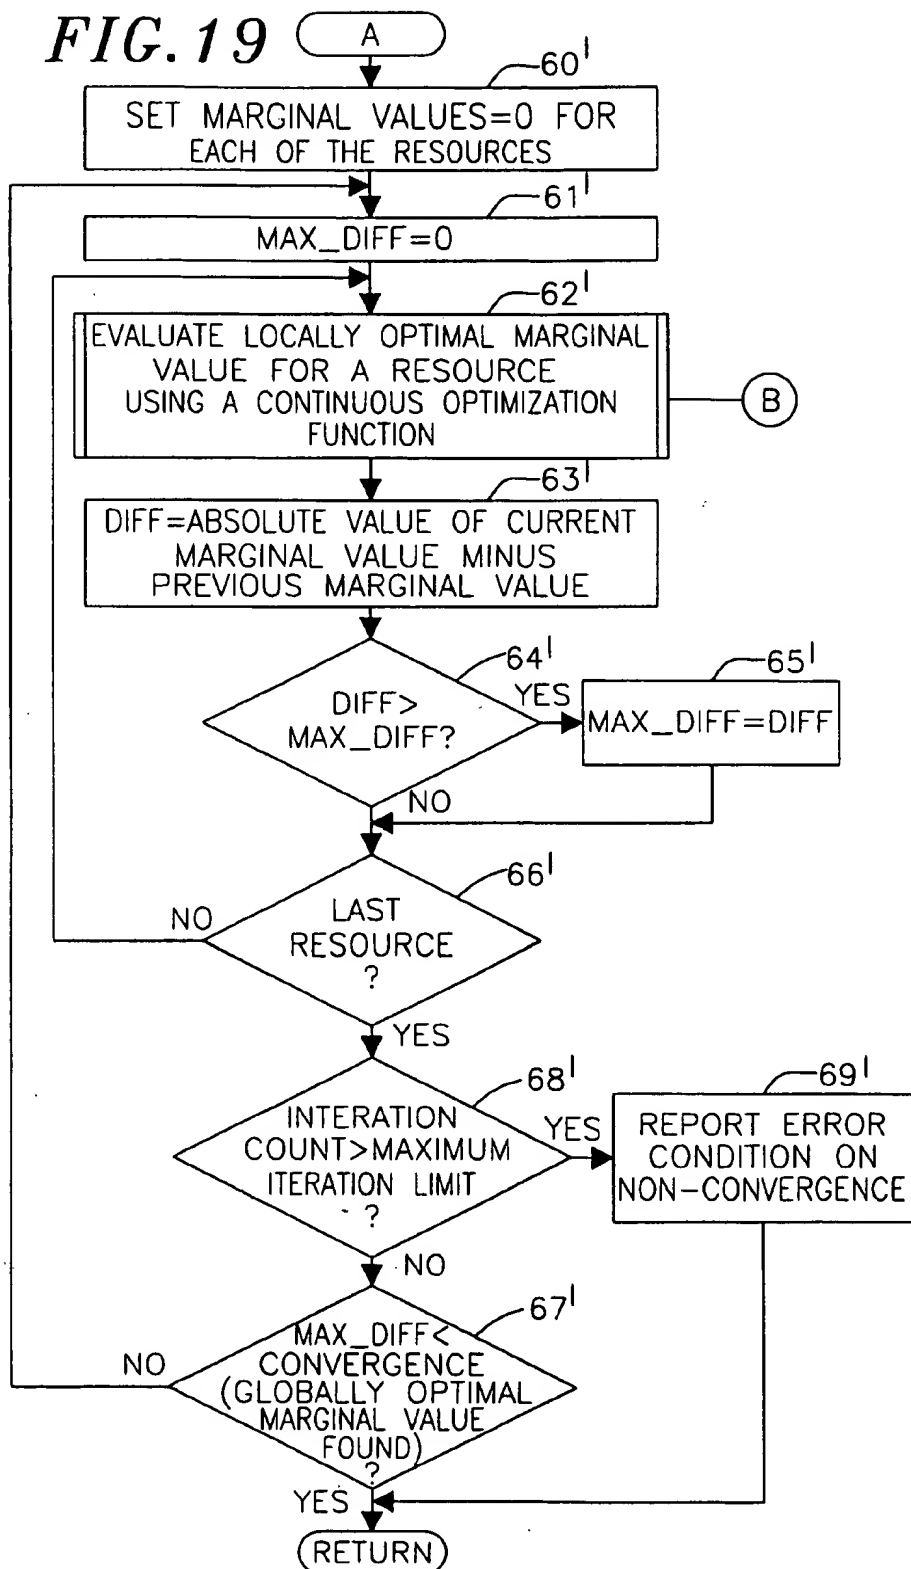 FIG.19
A
60'
SET MARGINAL VALUES=0 FOR
EACH OF THE RESOURCES
61'
MAX_DIFF=0
62'
EVALUATE LOCALLY OPTIMAL MARGINAL
VALUE FOR A RESOURCE
USING A CONTINUOUS OPTIMIZATION
FUNCTION
B
63'
DIFF=ABSOLUTE VALUE OF CURRENT
MARGINAL VALUE MINUS
PREVIOUS MARGINAL VALUE
64'
DIFF>
MAX_DIFF?
YES
65'
MAX_DIFF=DIFF
NO
66'
LAST
RESOURCE
?
NO
YES
68'
INTERATION
COUNT>MAXIMUM
ITERATION LIMIT
?
YES
69'
REPORT ERROR
CONDITION ON
NON-CONVERGENCE
NO
67'
MAX_DIFF<
CONVERGENCE
(GLOBALLY OPTIMAL
MARGINAL VALUE
FOUND)
?
NO
YES
RETURN